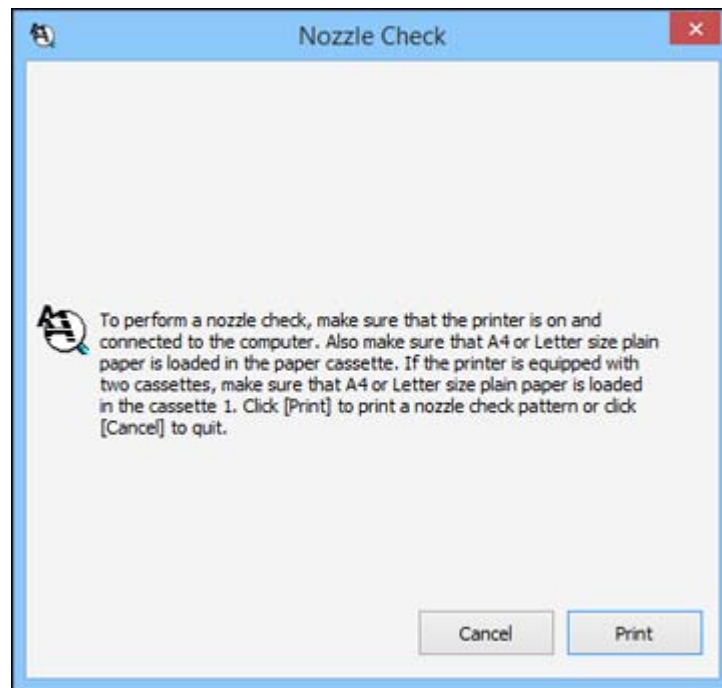 Nozzle Check
To perform a nozzle check, make sure that the printer is on and
connected to the computer. Also make sure that A4 or Letter size plain
paper is loaded in the paper cassette. If the printer is equipped with
two cassettes, make sure that A4 or Letter size plain paper is loaded
in the cassette 1. Click [Print] to print a nozzle check pattern or click
[Cancel] to quit.
Cancel Print